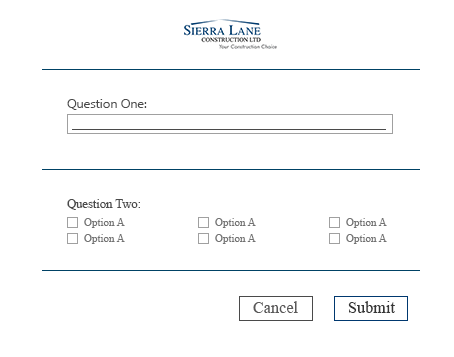 SIERRA LANE
CONSTRUCTION LTD
Your Construction Choice
Question One:
Question Two:
Option A Option A Option A
Option A Option A Option A
Cancel Submit